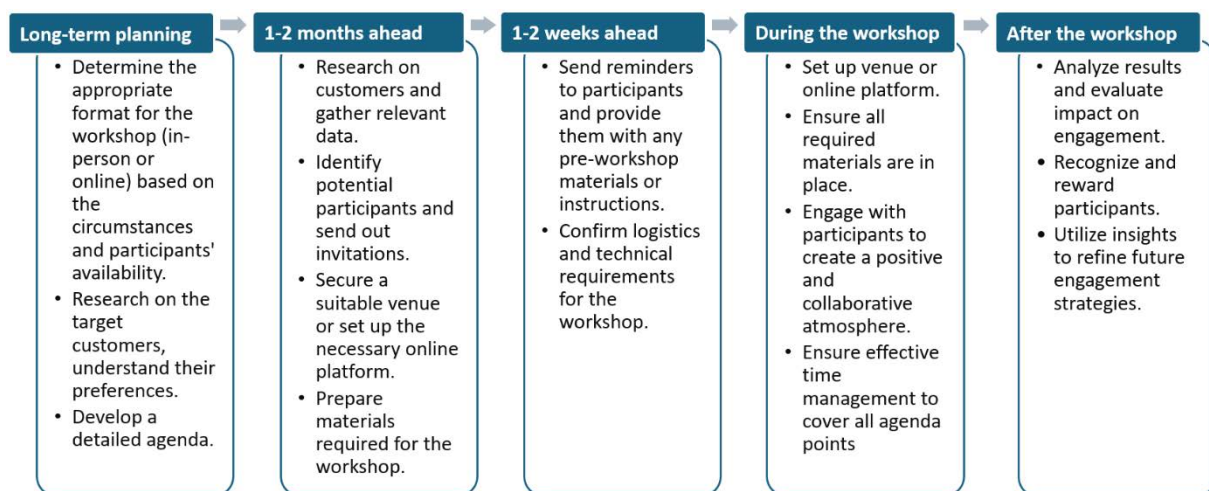 Long-term planning
• Determine the
appropriate
format for the
workshop (in-
person or
online) based on
the
circumstances
and participants'
availability.
• Research on the
target
customers,
understand their
preferences.
• Develop a
detailed agenda.
1-2 months ahead
• Research on
customers and
gather relevant
data.
• Identify
potential
participants and
send out
invitations.
• Secure a
suitable venue
or set up the
necessary online
platform.
• Prepare
materials
required for the
workshop.
1-2 weeks ahead
• Send reminders
to participants
and provide
them with any
pre-workshop
materials or
instructions.
• Confirm logistics
and technical
requirements
for the
workshop.
During the workshop
• Set up venue or
online platform.
• Ensure all
required
materials are in
place.
• Engage with
participants to
create a positive
and
collaborative
atmosphere.
• Ensure effective
time
management to
cover all agenda
points
After the workshop
• Analyze results
and evaluate
impact on
engagement.
• Recognize and
reward
participants.
• Utilize insights
to refine future
engagement
strategies.